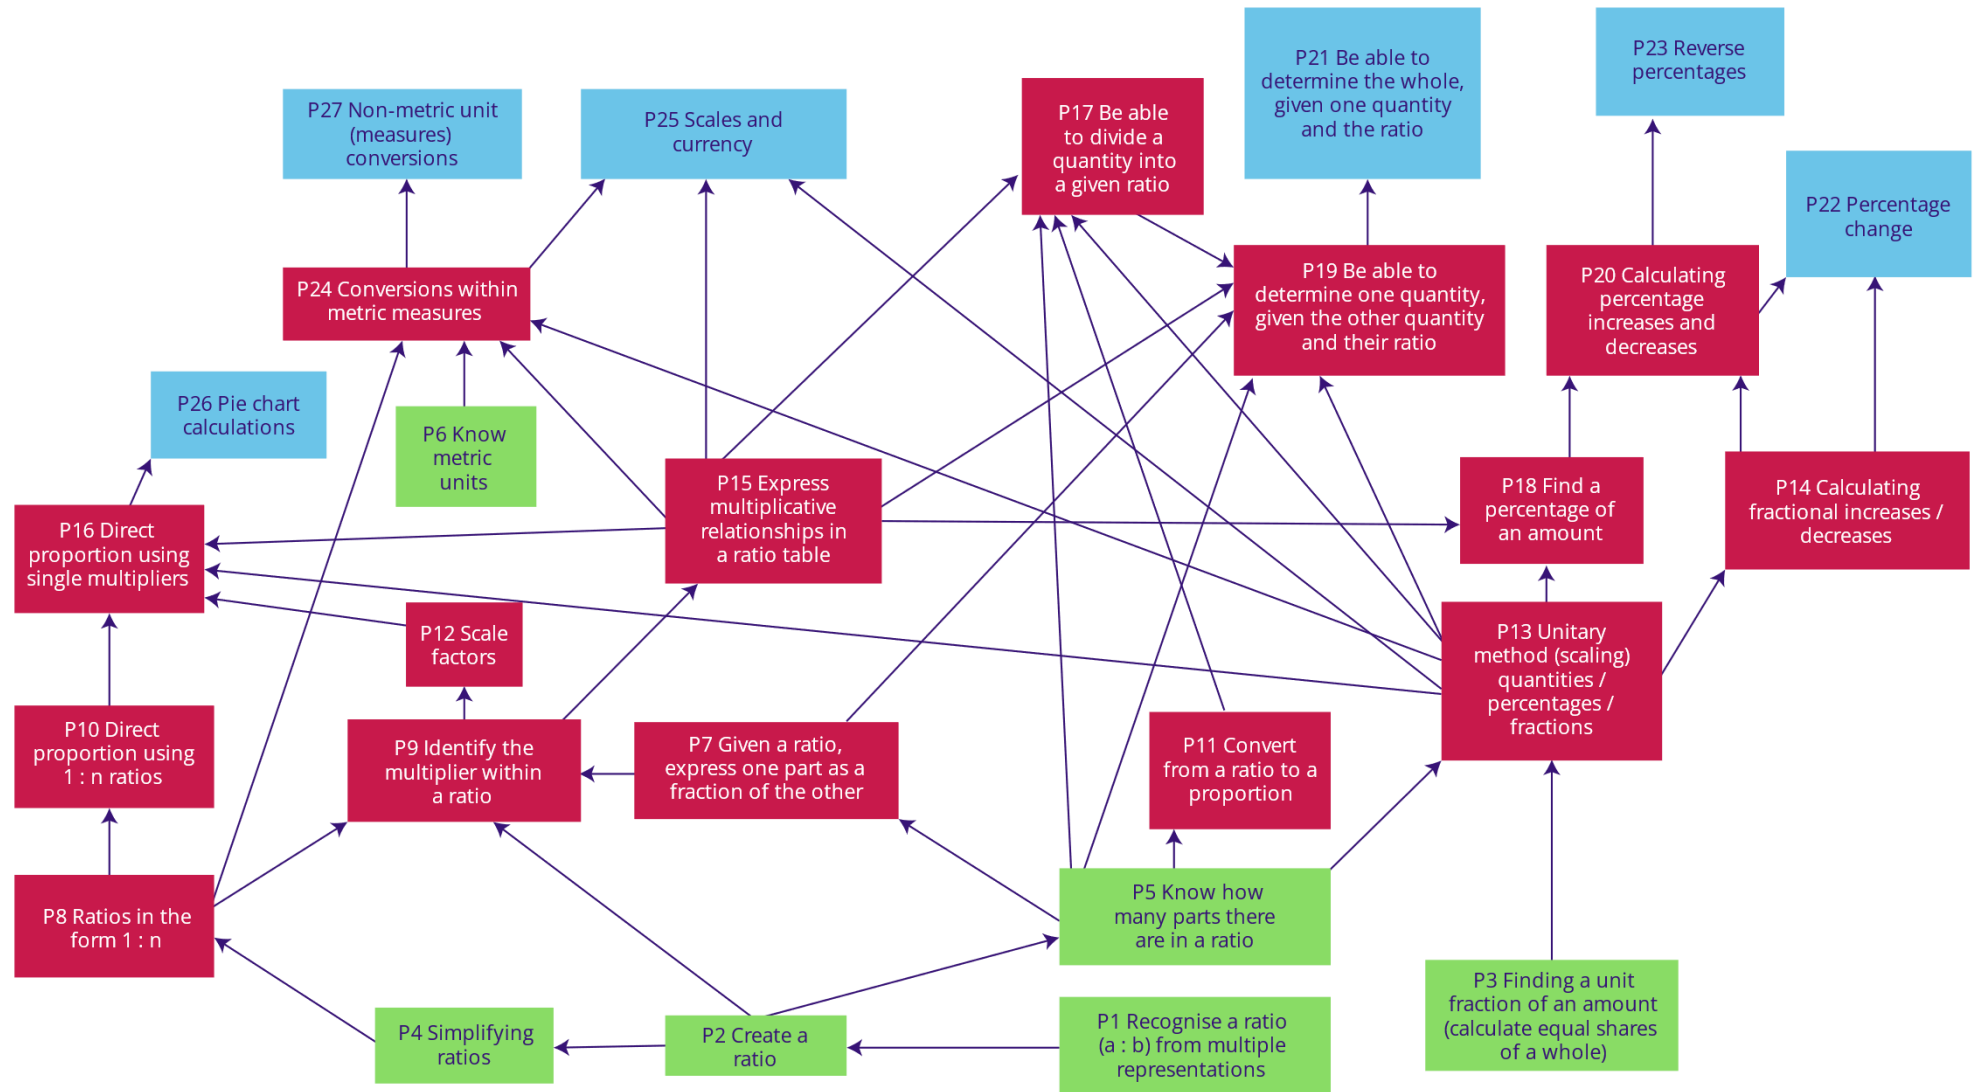 P23 Reverse
percentages
P21 Be able to
determine the whole,
given one quantity
and the ratio
P27 Non-metric unit
(measures)
conversions
P25 Scales and
currency
P17 Be able
to divide a
quantity into
a given ratio
P22 Percentage
change
P24 Conversions within
metric measures
P19 Be able to
determine one quantity,
given the other quantity
and their ratio
P20 Calculating
percentage
increases and
decreases
P26 Pie chart
calculations
P6 Know
metric
units
P15 Express
multiplicative
relationships in
a ratio table
P18 Find a
percentage of
an amount
P14 Calculating
fractional increases /
decreases
P16 Direct
proportion using
single multipliers
P12 Scale
factors
P13 Unitary
method (scaling)
quantities /
percentages /
fractions
P10 Direct
proportion using
1 : n ratios
P9 Identify the
multiplier within
a ratio
P7 Given a ratio,
express one part as a
fraction of the other
P11 Convert
from a ratio to a
proportion
P8 Ratios in the
form 1 : n
P5 Know how
many parts there
are in a ratio
P3 Finding a unit
fraction of an amount
(calculate equal shares
of a whole)
P4 Simplifying
ratios
P2 Create a
ratio
P1 Recognise a ratio
(a : b) from multiple
representations